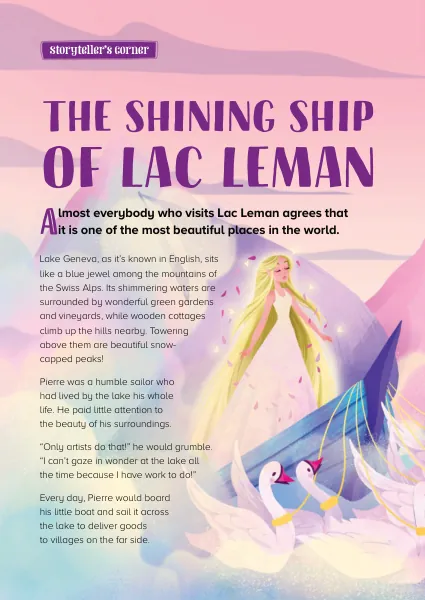 storyteller's corner
THE SHINING SHIP
OF LAC LEMAN
Almost everybody who visits Lac Leman agrees that
it is one of the most beautiful places in the world.
Lake Geneva, as it's known in English, sits
like a blue jewel among the mountains of
the Swiss Alps. Its shimmering waters are
surrounded by wonderful green gardens
and vineyards, while wooden cottages
climb up the hills nearby. Towering
above them are beautiful snow-
capped peaks!
Pierre was a humble sailor who
had lived by the lake his whole
life. He paid little attention to
the beauty of his surroundings.
"Only artists do that!" he would grumble.
"I can't gaze in wonder at the lake all
the time because I have work to do!"
Every day, Pierre would board
his little boat and sail it across
the lake to deliver goods
to villages on the far side.